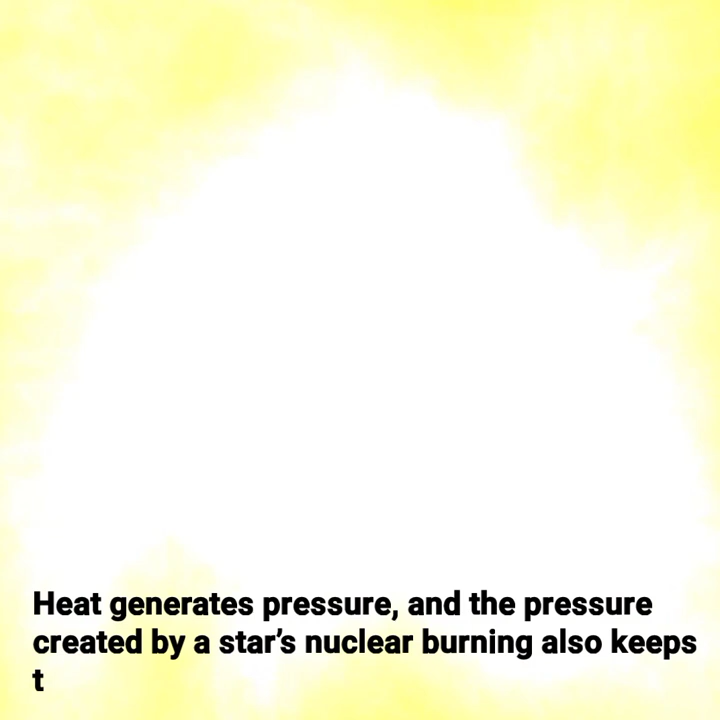 Heat generates pressure, and the pressure
created by a star’s nuclear burning also keeps
t